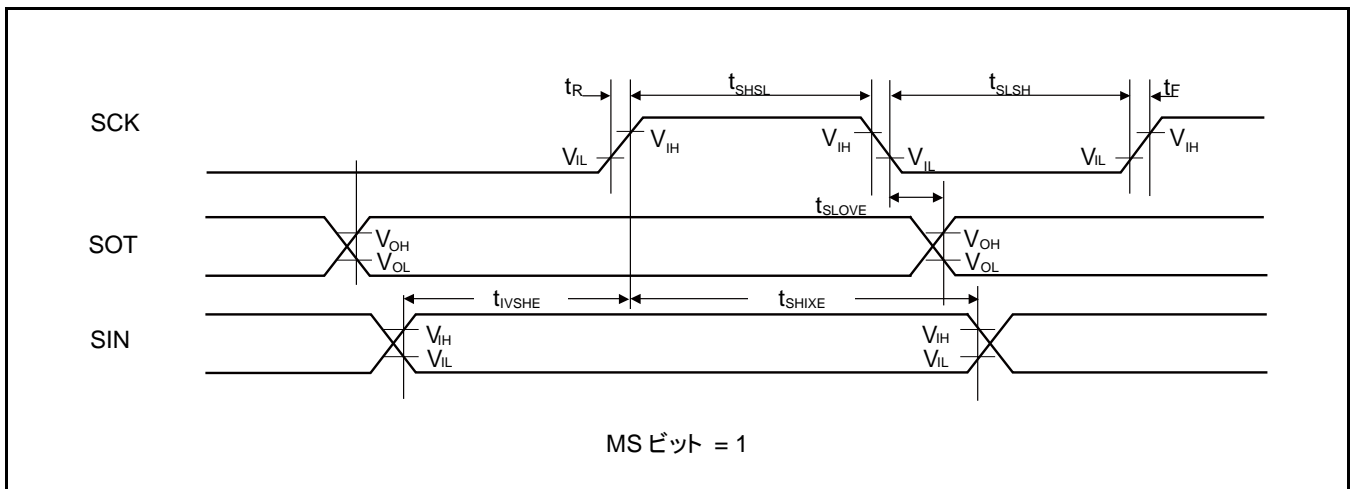 tR tSHSL tSLSH tF
SCK
VIH VIH VIH
VIL VIL VIL
tSLOVE
SOT
VOH VOH
VOL VOL
tIVSHE tSHIXE
SIN
VIH VIH
VIL VIL
MS ビット = 1